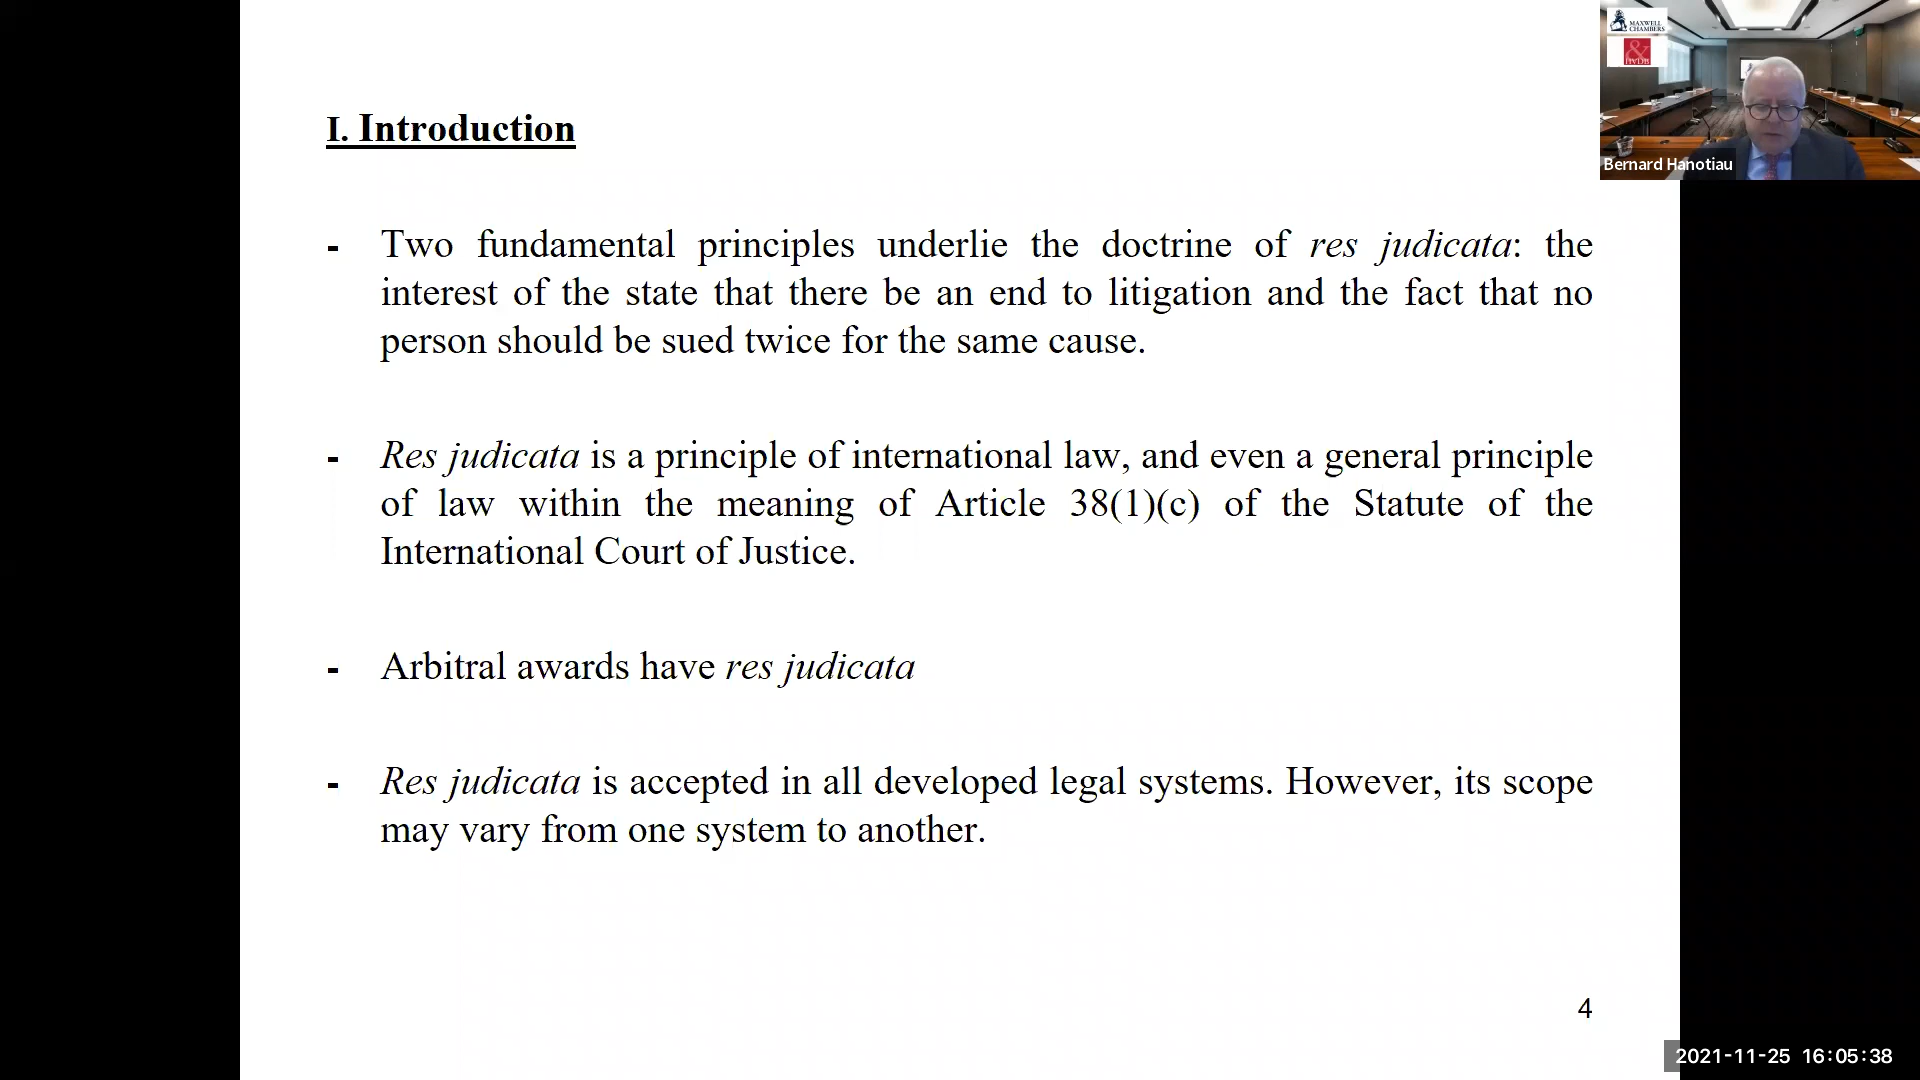 I. Introduction
- Two fundamental principles underlie the doctrine of res judicata: the
interest of the state that there be an end to litigation and the fact that no
person should be sued twice for the same cause.
- Res judicata is a principle of international law, and even a general principle
of law within the meaning of Article 38(1)(c) of the Statute of the
International Court of Justice.
- Arbitral awards have res judicata
- Res judicata is accepted in all developed legal systems. However, its scope
may vary from one system to another.
4
MAXWELL
CHAMBERS
&
HVDB
Bernard Hanotiau
2021-11-25 16:05:38